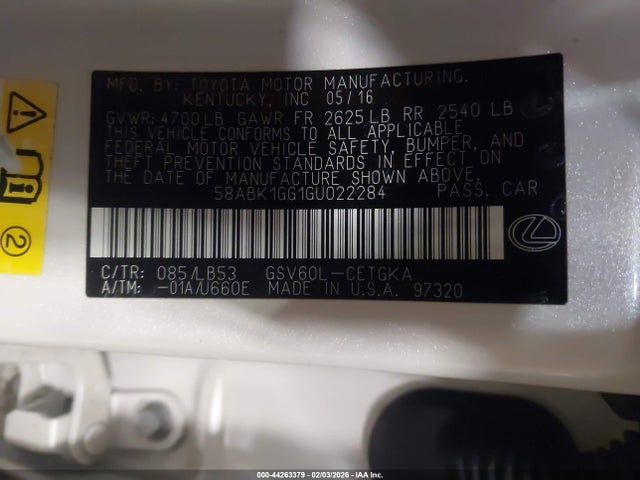 MFD. BY: TOYOTA MOTOR MANUFACTURING.
KENTUCKY, INC 05/16
GVWR: 4700LB GAWR FR 2625LB RR 2540 LB
THIS VEHICLE CONFORMS TO ALL APPLICABLE
FEDERAL MOTOR VEHICLE SAFETY, BUMPER, AND
THEFT PREVENTION STANDARDS IN EFFECT ON
THE DATE OF MANUFACTURE SHOWN ABOVE.
58ABK1GG1GU022284 PASS. CAR
C/TR: 085/LB53 GSV60L-CETGKA
A/TM: -01A/U660E MADE IN U.S.A. 97320
2
000-44263379 - 02/03/2026 - IAA Inc.